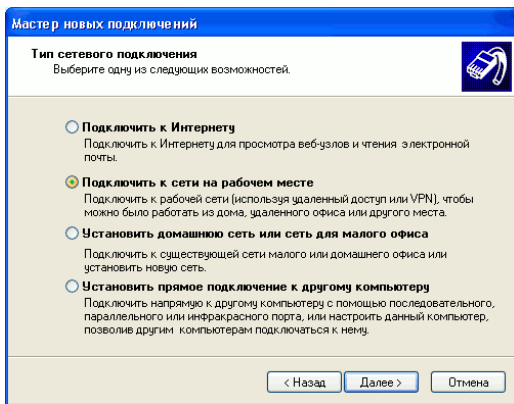 Мастер новых подключений
Тип сетевого подключения
Выберите одну из следующих возможностей.
Подключить к Интернету
Подключить к Интернету для просмотра веб-узлов и чтения электронной
почты.
Подключить к сети на рабочем месте
Подключить к рабочей сети (используя удаленный доступ или VPN), чтобы
можно было работать из дома, удаленного офиса или другого места.
Установить домашнюю сеть или сеть для малого офиса
Подключить к существующей сети малого или домашнего офиса или
установить новую сеть.
Установить прямое подключение к другому компьютеру
Подключить напрямую к другому компьютеру с помощью последовательного,
параллельного или инфракрасного порта, или настроить данный компьютер,
позволив другим компьютерам подключаться к нему.
< Назад Далее > Отмена